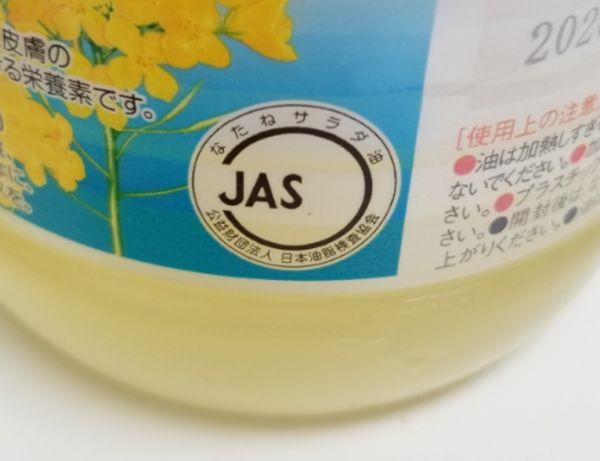 皮膚の
る栄養素です。
なたねサラダ油
JAS
公益財団法人 日本油脂検査協会
202
[使用上の注意
●油は加熱しすぎ
ないでください。●加
さい。●プラスチッ
さい。●開封後は
上がりください。